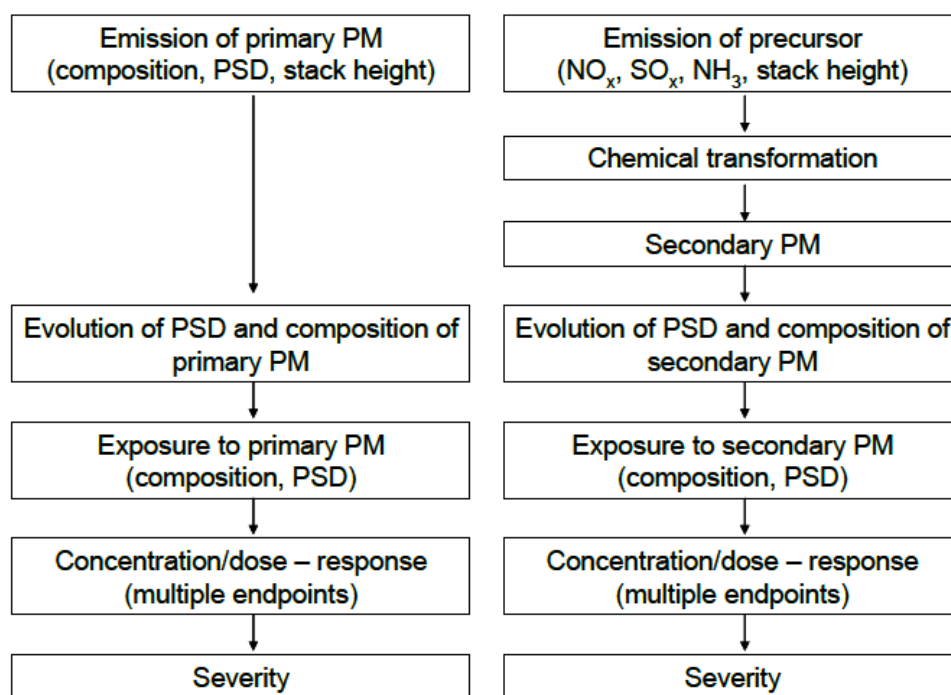 Emission of primary PM
(composition, PSD, stack height)
Evolution of PSD and composition of
primary PM
Exposure to primary PM
(composition, PSD)
Concentration/dose – response
(multiple endpoints)
Severity
Emission of precursor
(NOx, SOx, NH3, stack height)
Chemical transformation
Secondary PM
Evolution of PSD and composition of
secondary PM
Exposure to secondary PM
(composition, PSD)
Concentration/dose – response
(multiple endpoints)
Severity